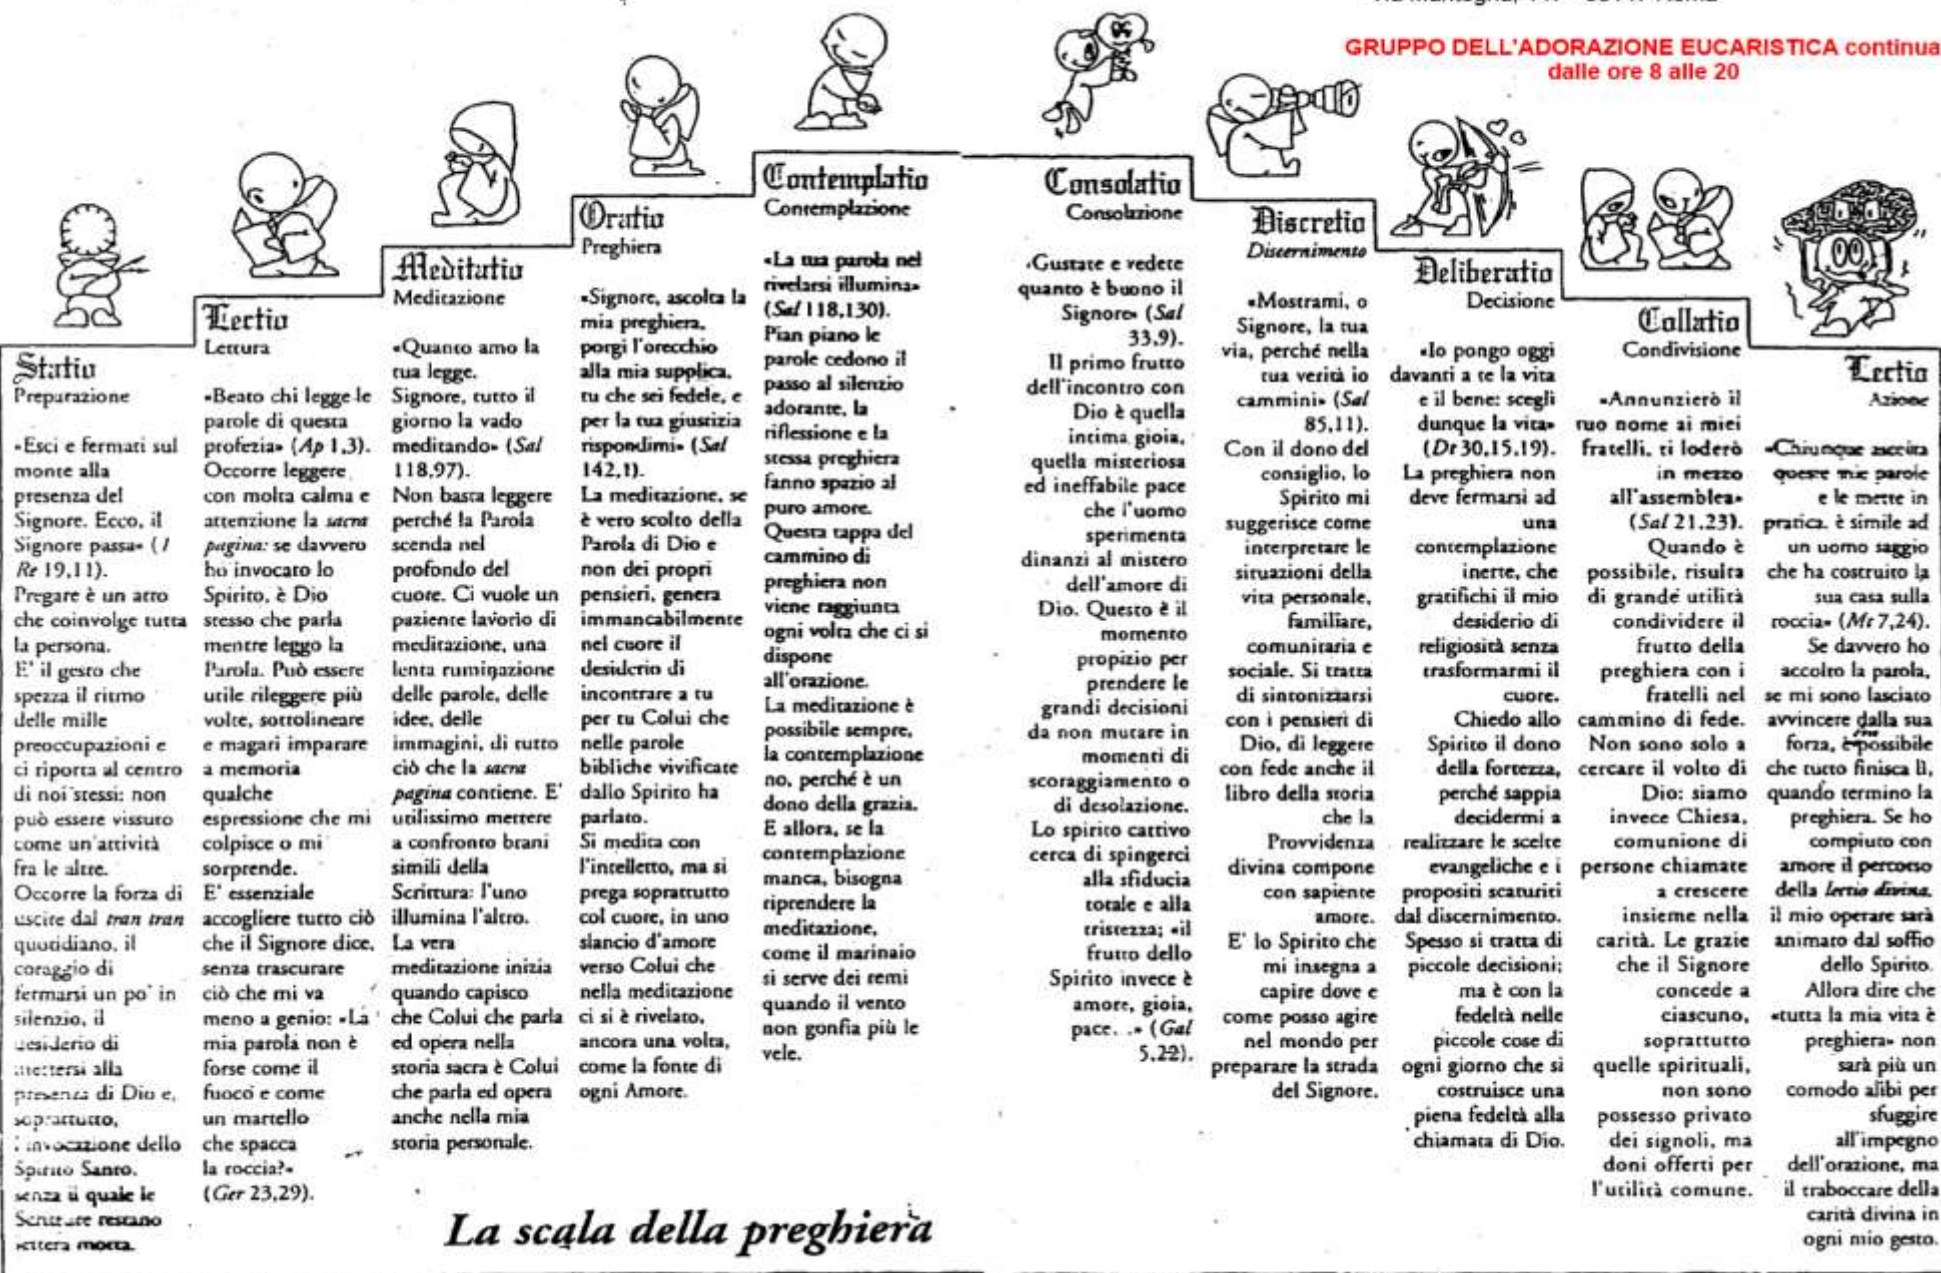 GRUPPO DELL'ADORAZIONE EUCARISTICA continua
dalle ore 8 alle 20
Statio
Preparazione
«Esci e fermati sul
monte alla
presenza del
Signore. Ecco, il
Signore passa» (1
Re 19,11).
Pregare è un atto
che coinvolge tutta
la persona.
E' il gesto che
spezza il ritmo
delle mille
preoccupazioni e
ci riporta al centro
di noi stessi: non
può essere vissuto
come un'attività
fra le altre.
Occorre la forza di
uscire dal tran tran
quotidiano, il
coraggio di
fermarsi un po' in
silenzio, il
desiderio di
mettersi alla
presenza di Dio e,
soprattutto,
l'invocazione dello
Spirito Santo,
senza il quale le
Scritture restano
lettera morta.
Lectio
Lettura
«Beato chi legge le
parole di questa
profezia» (Ap 1,3).
Occorre leggere
con molta calma e
attenzione la sacra
pagina: se davvero
ho invocato lo
Spirito, è Dio
stesso che parla
mentre leggo la
Parola. Può essere
utile rileggere più
volte, sottolineare
e magari imparare
a memoria
qualche
espressione che mi
colpisce o mi
sorprende.
E' essenziale
accogliere tutto ciò
che il Signore dice,
senza trascurare
ciò che mi va
meno a genio: «La
mia parola non è
forse come il
fuoco e come
un martello
che spacca
la roccia?»
(Ger 23,29).
Meditatio
Meditazione
«Quanto amo la
tua legge.
Signore, tutto il
giorno la vado
meditando» (Sal
118,97).
Non basta leggere
perché la Parola
scenda nel
profondo del
cuore. Ci vuole un
paziente lavorio di
meditazione, una
lenta ruminazione
delle parole, delle
idee, delle
immagini, di tutto
ciò che la sacra
pagina contiene. E'
utilissimo mettere
a confronto brani
simili della
Scrittura: l'uno
illumina l'altro.
La vera
meditazione inizia
quando capisco
che Colui che parla
ed opera nella
storia sacra è Colui
che parla ed opera
anche nella mia
storia personale.
Oratio
Preghiera
«Signore, ascolta la
mia preghiera,
porgi l'orecchio
alla mia supplica,
tu che sei fedele, e
per la tua giustizia
rispondimi» (Sal
142,1).
La meditazione, se
è vero scolto della
Parola di Dio e
non dei propri
pensieri, genera
immancabilmente
nel cuore il
desiderio di
incontrare a tu
per tu Colui che
nelle parole
bibliche vivificate
dallo Spirito ha
parlato.
Si medita con
l'intelletto, ma si
prega soprattutto
col cuore, in uno
slancio d'amore
verso Colui che
nella meditazione
ci si è rivelato,
ancora una volta,
come la fonte di
ogni Amore.
Contemplatio
Contemplazione
«La tua parola nel
rivelarsi illumina»
(Sal 118,130).
Pian piano le
parole cedono il
passo al silenzio
adorante, la
riflessione e la
stessa preghiera
fanno spazio al
puro amore.
Questa tappa del
cammino di
preghiera non
viene raggiunta
ogni volta che ci si
dispone
all'orazione.
La meditazione è
possibile sempre,
la contemplazione
no, perché è un
dono della grazia.
E allora, se la
contemplazione
manca, bisogna
riprendere la
meditazione,
come il marinaio
si serve dei remi
quando il vento
non gonfia più le
vele.
Consolatio
Consolazione
«Gustate e vedete
quanto è buono il
Signore» (Sal
33,9).
Il primo frutto
dell'incontro con
Dio è quella
intima gioia,
quella misteriosa
ed ineffabile pace
che l'uomo
sperimenta
dinanzi al mistero
dell'amore di
Dio. Questo è il
momento
propizio per
prendere le
grandi decisioni
da non mutare in
momenti di
scoraggiamento o
di desolazione.
Lo spirito cattivo
cerca di spingerci
alla sfiducia
totale e alla
tristezza; «il
frutto dello
Spirito invece è
amore, gioia,
pace. .» (Gal
5,22).
Discretio
Discernimento
«Mostrami, o
Signore, la tua
via, perché nella
tua verità io
cammini» (Sal
85,11).
Con il dono del
consiglio, lo
Spirito mi
suggerisce come
interpretare le
situazioni della
vita personale,
familiare,
comunitaria e
sociale. Si tratta
di sintonizzarsi
con i pensieri di
Dio, di leggere
con fede anche il
libro della storia
che la
Provvidenza
divina compone
con sapiente
amore.
E' lo Spirito che
mi insegna a
capire dove e
come posso agire
nel mondo per
preparare la strada
del Signore.
Deliberatio
Decisione
«Io pongo oggi
davanti a te la vita
e il bene: scegli
dunque la vita»
(Dt 30,15.19).
La preghiera non
deve fermarsi ad
una
contemplazione
inerte, che
gratifichi il mio
desiderio di
religiosità senza
trasformarmi il
cuore.
Chiedo allo
Spirito il dono
della fortezza,
perché sappia
decidermi a
realizzare le scelte
evangeliche e i
propositi scaturiti
dal discernimento.
Spesso si tratta di
piccole decisioni;
ma è con la
fedeltà nelle
piccole cose di
ogni giorno che si
costruisce una
piena fedeltà alla
chiamata di Dio.
Collatio
Condivisione
«Annunzierò il
tuo nome ai miei
fratelli, ti loderò
in mezzo
all'assemblea»
(Sal 21,23).
Quando è
possibile, risulta
di grande utilità
condividere il
frutto della
preghiera con i
fratelli nel
cammino di fede.
Non sono solo a
cercare il volto di
Dio: siamo
invece Chiesa,
comunione di
persone chiamate
a crescere
insieme nella
carità. Le grazie
che il Signore
concede a
ciascuno,
soprattutto
quelle spirituali,
non sono
possesso privato
dei signoli, ma
doni offerti per
l'utilità comune.
Lectio
Azione
«Chiunque ascolta
queste mie parole
e le mette in
pratica, è simile ad
un uomo saggio
che ha costruito la
sua casa sulla
roccia» (Mt 7,24).
Se davvero ho
accolto la parola,
se mi sono lasciato
avvincere dalla sua
forza, è possibile
che tutto finisca lì,
quando termino la
preghiera. Se ho
compiuto con
amore il percorso
della lectio divina,
il mio operare sarà
animato dal soffio
dello Spirito.
Allora dire che
«tutta la mia vita è
preghiera» non
sarà più un
comodo alibi per
sfuggire
all'impegno
dell'orazione, ma
il traboccare della
carità divina in
ogni mio gesto.
La scala della preghiera